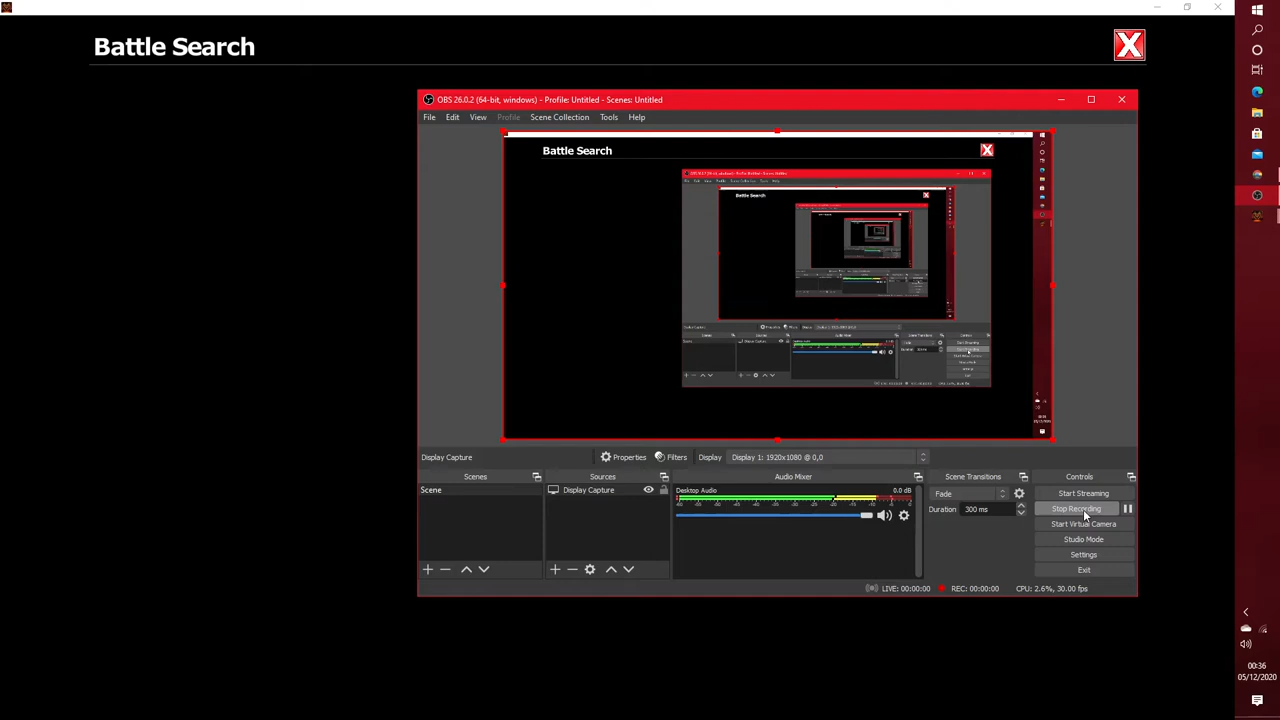 Battle Search
X
OBS 26.0.2 (64-bit, windows) - Profile: Untitled - Scenes: Untitled
File Edit View Profile Scene Collection Tools Help
Battle Search
X
Battle Search
Display Capture Properties Filters Display Display 1: 1920x1080 @ 0,0
Scenes Sources Audio Mixer Scene Transitions Controls
Scene
Display Capture
Desktop Audio 0.0 dB
Fade
Duration 300 ms
Start Streaming
Stop Recording
Start Virtual Camera
Studio Mode
Settings
Exit
LIVE: 00:00:00 REC: 00:00:00 CPU: 2.6%, 30.00 fps
00:36
05/12/2020